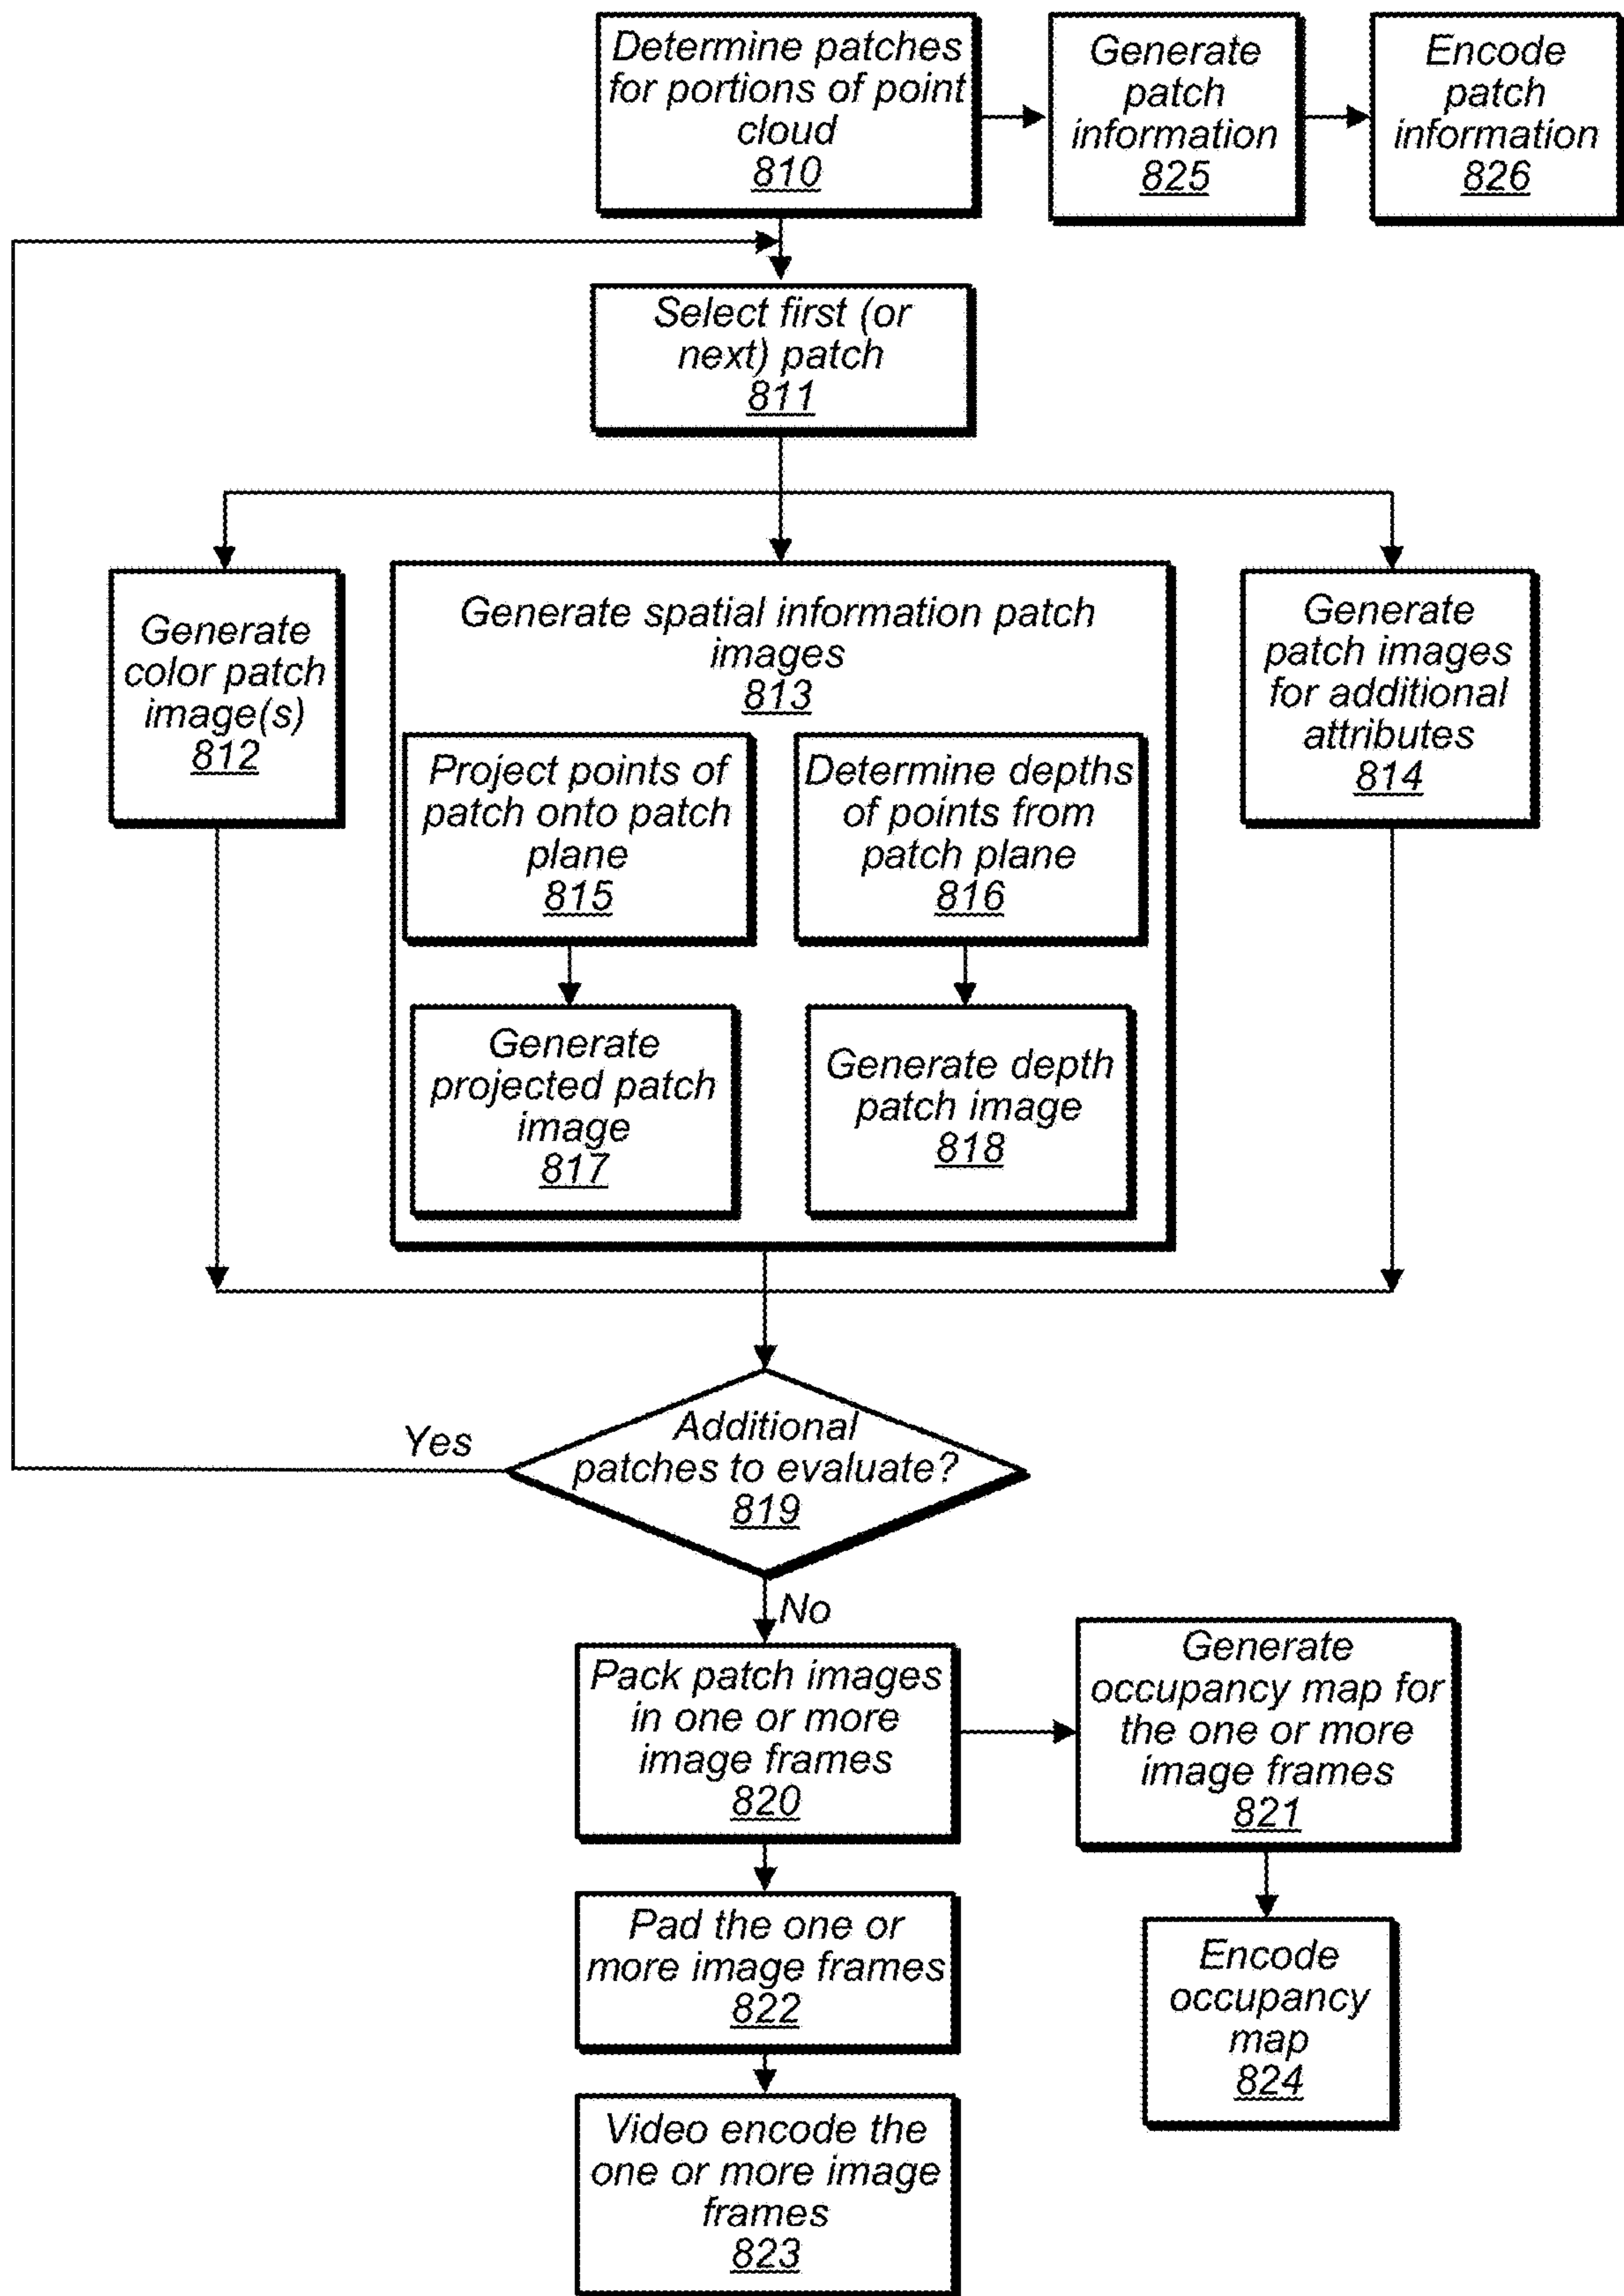 Determine patches
for portions of point
cloud
810
Generate
patch
information
825
Encode
patch
information
826
Select first (or
next) patch
811
Generate
color patch
image(s)
812
Generate spatial information patch
images
813
Project points of
patch onto patch
plane
815
Determine depths
of points from
patch plane
816
Generate
projected patch
image
817
Generate depth
patch image
818
Generate
patch images
for additional
attributes
814
Additional
patches to evaluate?
819
Yes
No
Pack patch images
in one or more
image frames
820
Generate
occupancy map for
the one or more
image frames
821
Pad the one or
more image frames
822
Encode
occupancy
map
824
Video encode the
one or more image
frames
823